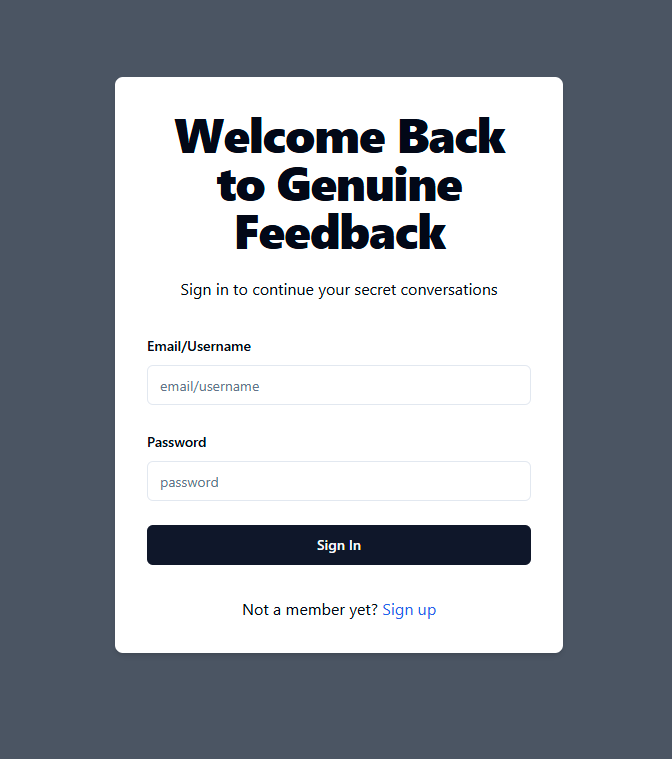 Welcome Back
to Genuine
Feedback
Sign in to continue your secret conversations
Email/Username
email/username
Password
password
Sign In
Not a member yet? Sign up